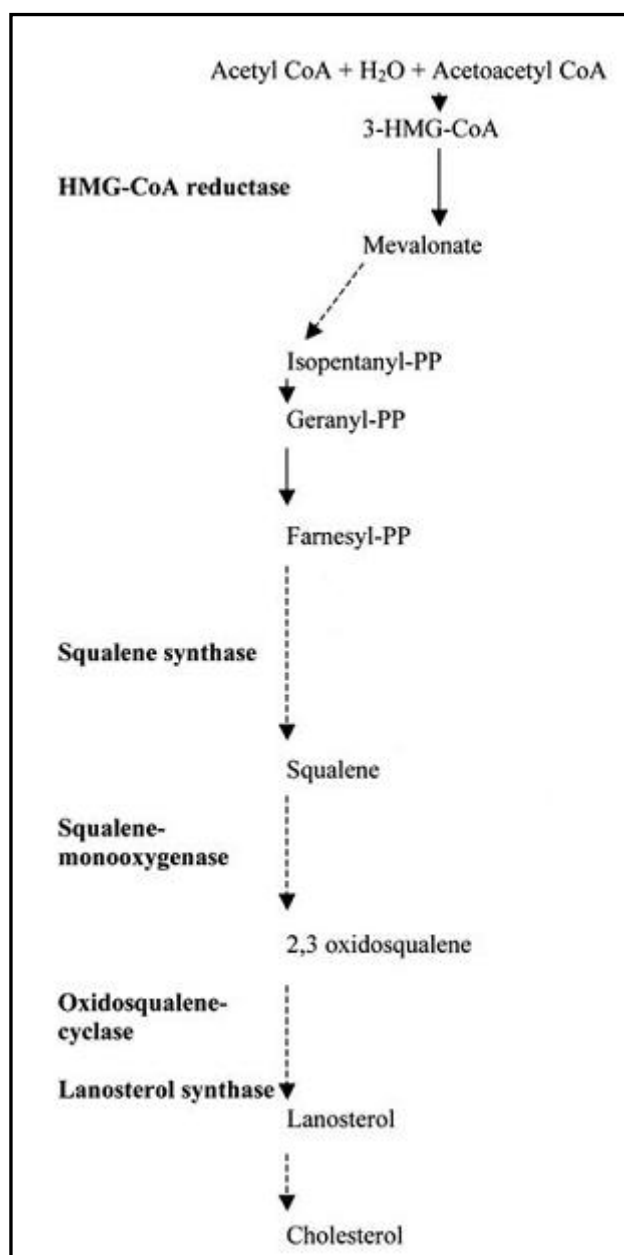 Acetyl CoA + H₂O + Acetoacetyl CoA
3-HMG-CoA
HMG-CoA reductase
Mevalonate
Isopentanyl-PP
Geranyl-PP
Farnesyl-PP
Squalene synthase
Squalene
Squalene-
monooxygenase
2,3 oxidosqualene
Oxidosqualene-
cyclase
Lanosterol synthase
Lanosterol
Cholesterol